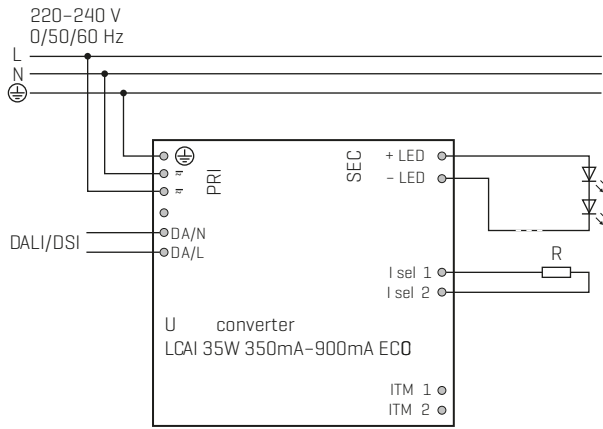 220–240 V
0/50/60 Hz
L
N
PRI
SEC
+ LED
– LED
DALI/DSI
DA/N
DA/L
I sel 1
I sel 2
R
U converter
LCAI 35W 350mA–900mA ECO
ITM 1
ITM 2